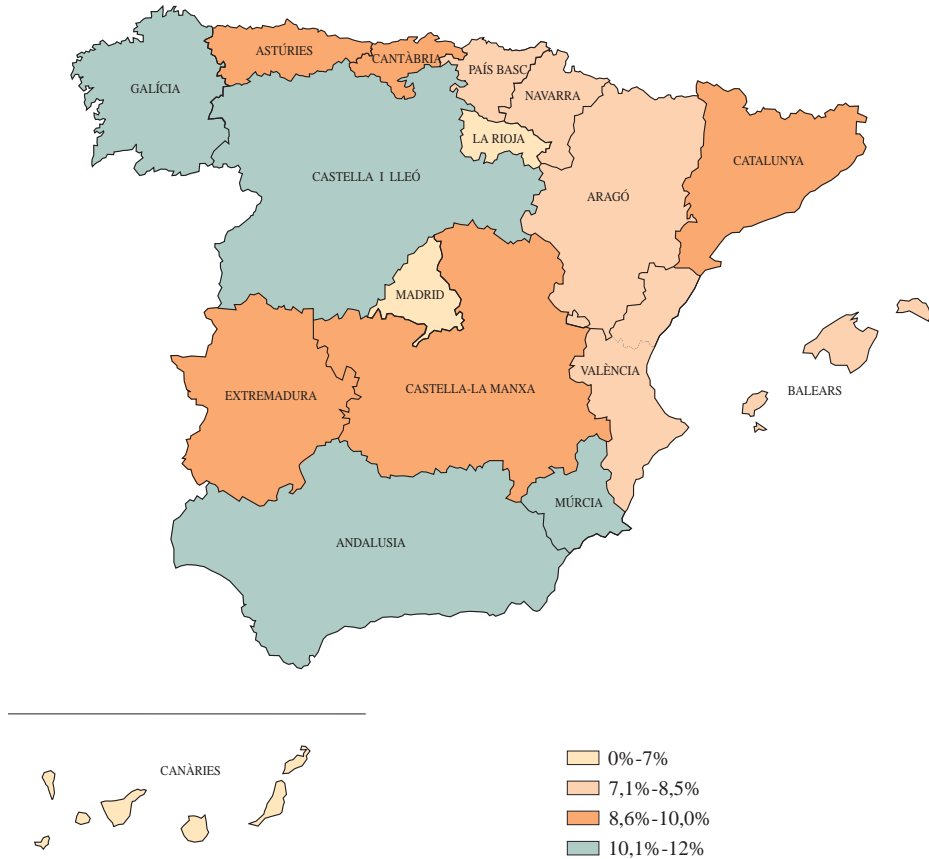 ASTÚRIES
CANTÀBRIA
PAÍS BASC
GALÍCIA
NAVARRA
LA RIOJA
CATALUNYA
CASTELLA I LLEÓ
ARAGÓ
MADRID
VALÈNCIA
EXTREMADURA
CASTELLA-LA MANXA
BALEARS
MÚRCIA
ANDALUSIA
CANÀRIES
0%-7%
7,1%-8,5%
8,6%-10,0%
10,1%-12%